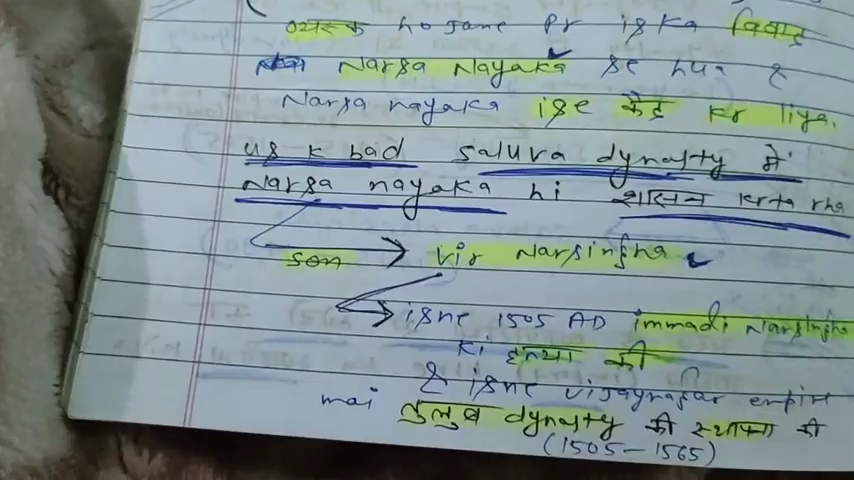 वयस्क ho jane pr iska विवाद
Narsa Nayaka se hua &
Narsa nayaka ise कैद kr liya.
us k bad saluva dynasty में
Narsa nayaka hi शासन krta rha
son → vir Narsingha
→ isne 1505 AD immadi Narsingha
ki हत्या की
& isne vijaynagar empire
mai तुलुव dynasty की स्थापना की
(1505-1565)